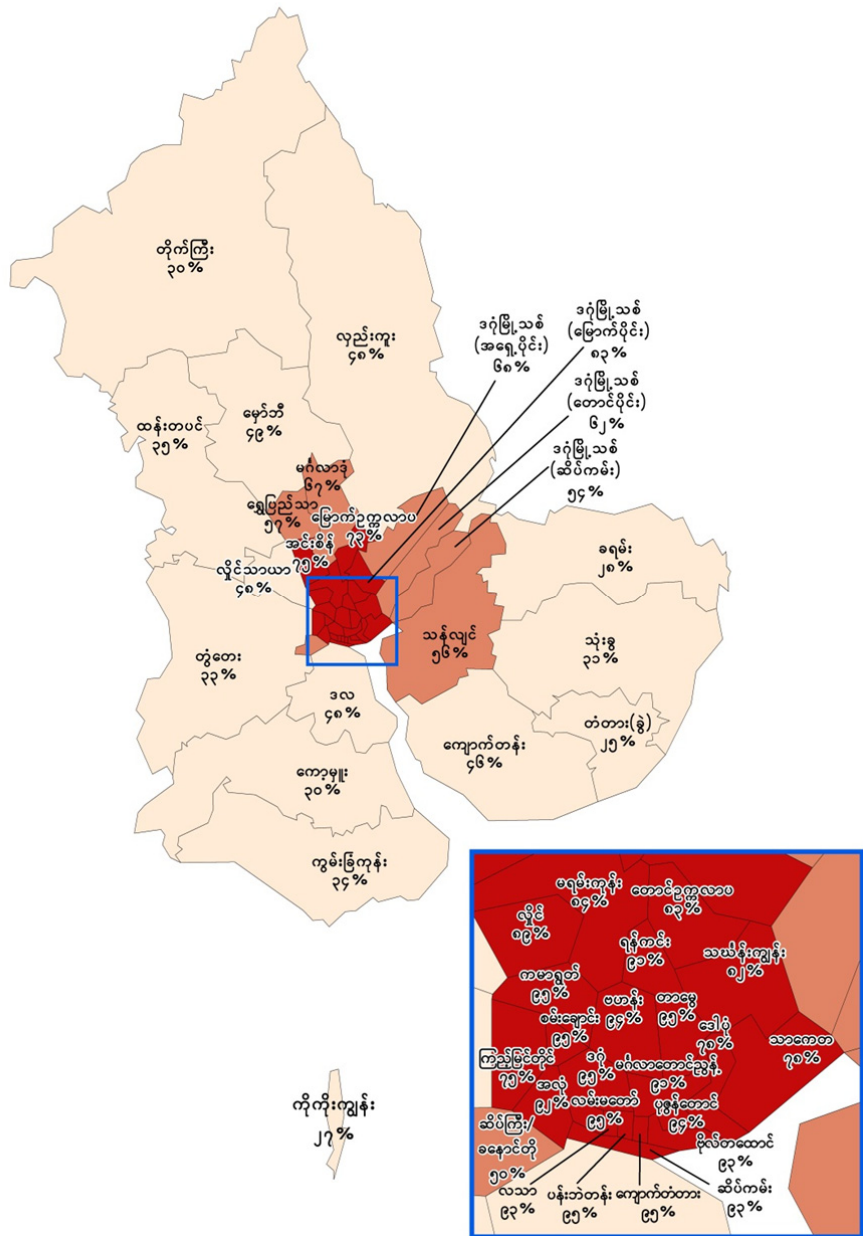 တိုက်ကြီး
၃၀%
လှည်းကူး
၄၈%
ဒဂုံမြို့သစ်
(အရှေ့ပိုင်း)
၆၈%
ဒဂုံမြို့သစ်
(မြောက်ပိုင်း)
၈၃%
ဒဂုံမြို့သစ်
(တောင်ပိုင်း)
၆၂%
ဒဂုံမြို့သစ်
(ဆိပ်ကမ်း)
၅၄%
ထန်းတပင်
၃၅%
မှော်ဘီ
၄၉%
မင်္ဂလာဒုံ
၆၇%
ရွှေပြည်သာ
၅၇%
မြောက်ဥက္ကလာပ
၇၃%
အင်းစိန်
၇၅%
လှိုင်သာယာ
၄၈%
ခရမ်း
၂၈%
သန်လျင်
၅၆%
သုံးခွ
၃၁%
တွံတေး
၃၃%
ဒလ
၄၈%
တံတား(ခွဲ)
၂၅%
ကျောက်တန်း
၄၆%
ကော့မှူး
၃၀%
ကွမ်းခြံကုန်း
၃၄%
ကိုကိုးကျွန်း
၂၇%
မရမ်းကုန်း
၈၄%
တောင်ဥက္ကလာပ
၈၃%
လှိုင်
၈၉%
ရန်ကင်း
၉၁%
သင်္ဃန်းကျွန်း
၈၂%
ကမာရွတ်
၉၅%
ဗဟန်း
၉၄%
တာမွေ
၉၅%
စမ်းချောင်း
၉၅%
ဒေါပုံ
၇၈%
သာကေတ
၇၈%
ကြည့်မြင်တိုင်
၇၅%
ဒဂုံ
၉၅%
မင်္ဂလာတောင်ညွန့်
၉၁%
အလုံ
၉၂%
လမ်းမတော်
၉၅%
ပုဇွန်တောင်
၉၄%
ဆိပ်ကြီး/
ခနောင်တို
၅၀%
ဗိုလ်တထောင်
၉၃%
လသာ
၉၃%
ပန်းဘဲတန်း
၉၅%
ကျောက်တံတား
၉၅%
ဆိပ်ကမ်း
၉၃%